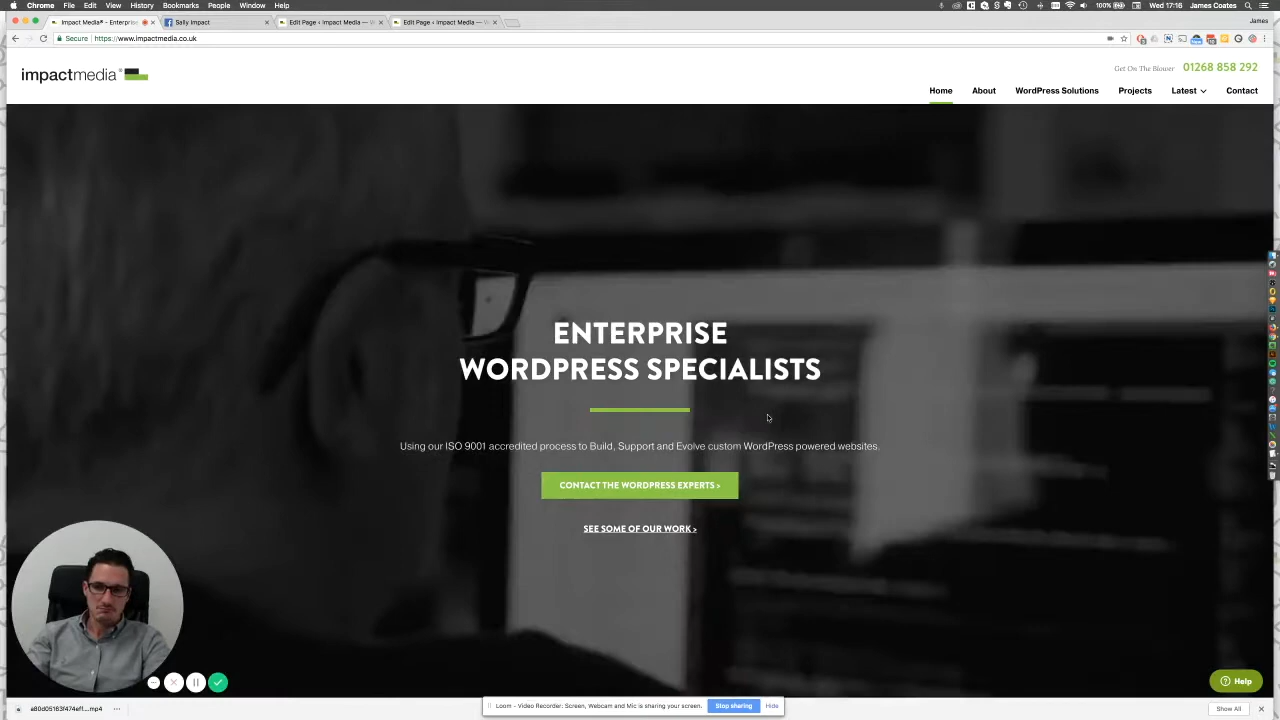 Chrome File Edit View History Bookmarks People Window Help
100% Wed 17:16 James Coates
Impact Media® - Enterprise
Sally Impact
Edit Page ‹ Impact Media — W
Edit Page ‹ Impact Media — W
James
Secure https://www.impactmedia.co.uk
impactmedia®
Get On The Blower 01268 858 292
Home About WordPress Solutions Projects Latest Contact
ENTERPRISE
WORDPRESS SPECIALISTS
Using our ISO 9001 accredited process to Build, Support and Evolve custom WordPress powered websites.
CONTACT THE WORDPRESS EXPERTS >
SEE SOME OF OUR WORK >
Help
Loom - Video Recorder: Screen, Webcam and Mic is sharing your screen. Stop sharing Hide
Show All